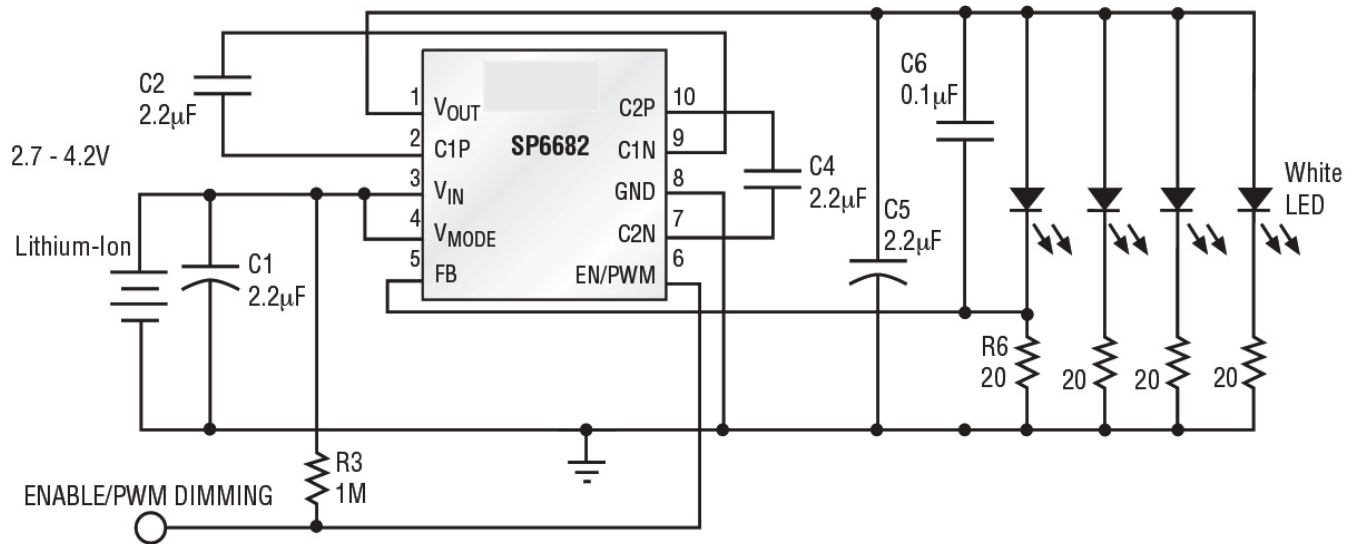 C2
2.2μF
2.7 - 4.2V
Lithium-Ion
C1
2.2μF
1
2
3
4
5
VOUT
C1P
VIN
VMODE
FB
SP6682
C2P
C1N
GND
C2N
EN/PWM
10
9
8
7
6
C4
2.2μF
C5
2.2μF
C6
0.1μF
White
LED
R6
20
20
20
20
R3
1M
ENABLE/PWM DIMMING